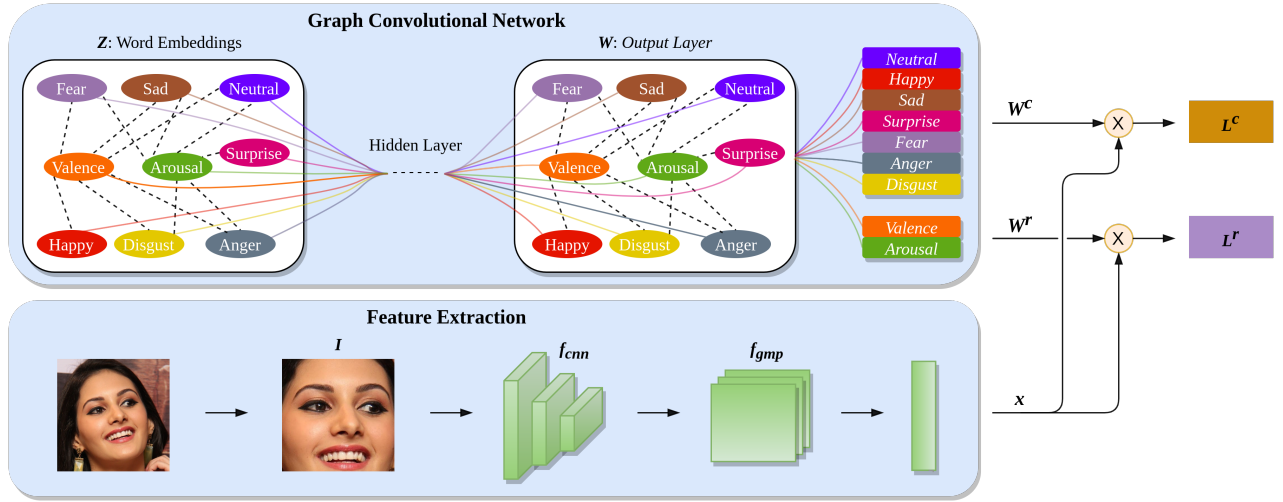 Graph Convolutional Network
Z: Word Embeddings
W: Output Layer
Fear Sad Neutral
Valence Arousal Surprise
Happy Disgust Anger
Hidden Layer
Fear Sad Neutral
Valence Arousal Surprise
Happy Disgust Anger
Neutral
Happy
Sad
Surprise
Fear
Anger
Disgust
Valence
Arousal
W^c
X
L^c
W^r
X
L^r
Feature Extraction
I
f_cnn
f_gmp
x